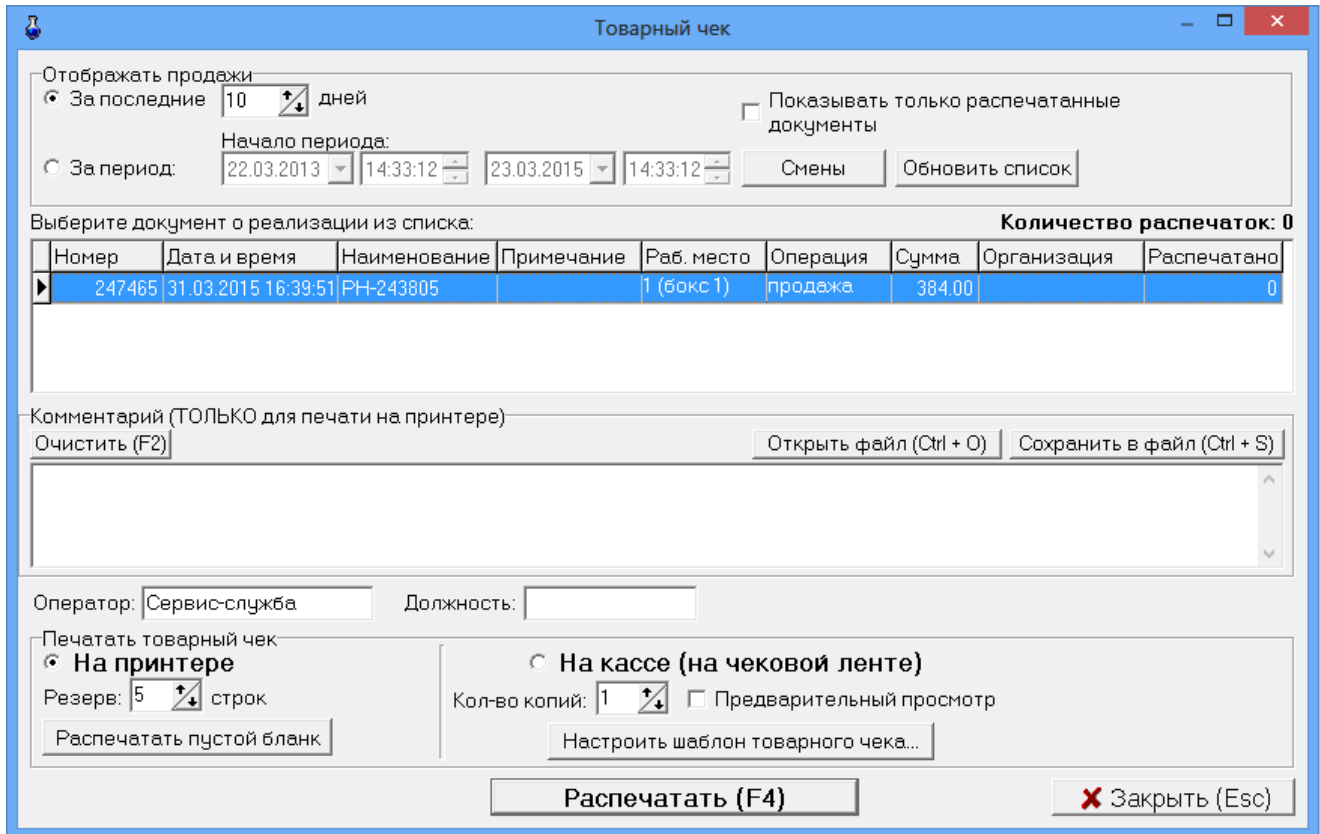 Товарный чек
Отображать продажи
За последние 10 дней
Показывать только распечатанные
документы
Начало периода:
За период: 22.03.2013 14:33:12 23.03.2015 14:33:12 Смены Обновить список
Выберите документ о реализации из списка: Количество распечаток: 0
Номер Дата и время Наименование Примечание Раб. место Операция Сумма Организация Распечатано
247465 31.03.2015 16:39:51 РН-243805 1 (бокс 1) продажа 384.00 0
Комментарий (ТОЛЬКО для печати на принтере)
Очистить (F2) Открыть файл (Ctrl + O) Сохранить в файл (Ctrl + S)
Оператор: Сервис-служба Должность:
Печатать товарный чек
На принтере На кассе (на чековой ленте)
Резерв: 5 строк Кол-во копий: 1 Предварительный просмотр
Распечатать пустой бланк Настроить шаблон товарного чека...
Распечатать (F4) Закрыть (Esc)